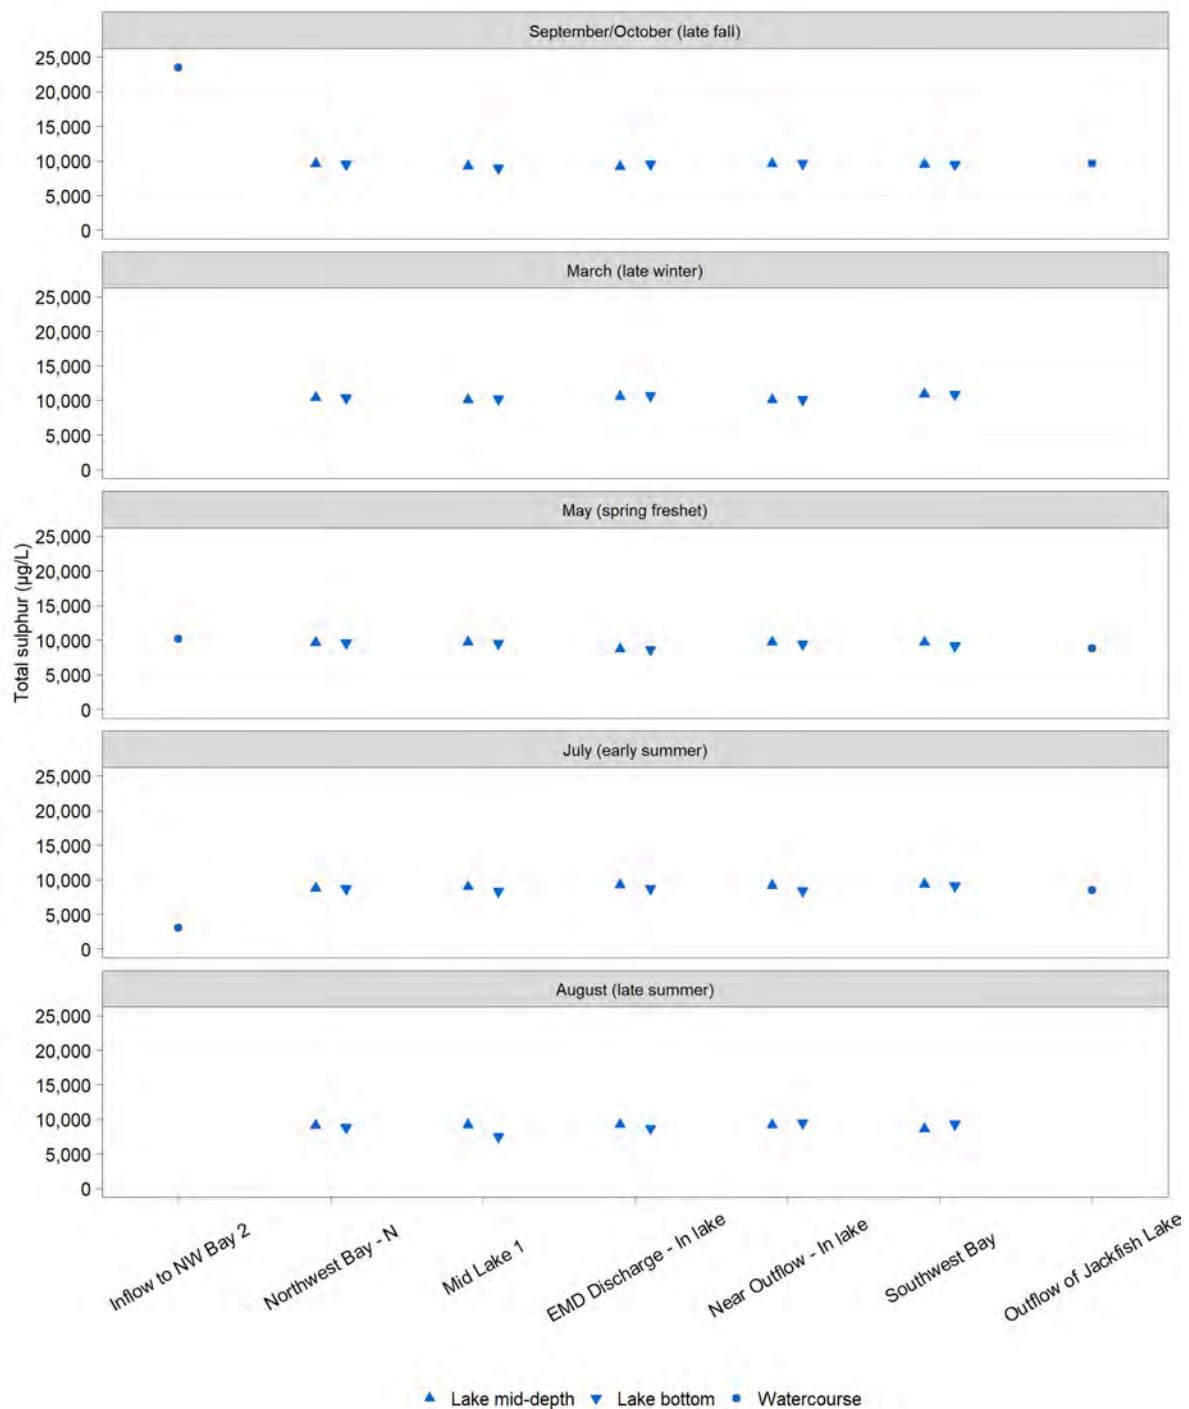 September/October (late fall)
25,000
20,000
15,000
10,000
5,000
0
March (late winter)
25,000
20,000
15,000
10,000
5,000
0
May (spring freshet)
25,000
20,000
15,000
10,000
5,000
0
Total sulphur (µg/L)
July (early summer)
25,000
20,000
15,000
10,000
5,000
0
August (late summer)
25,000
20,000
15,000
10,000
5,000
0
Inflow to NW Bay 2
Northwest Bay - N
Mid Lake 1
EMD Discharge - In lake
Near Outflow - In lake
Southwest Bay
Outflow of Jackfish Lake
Lake mid-depth Lake bottom Watercourse